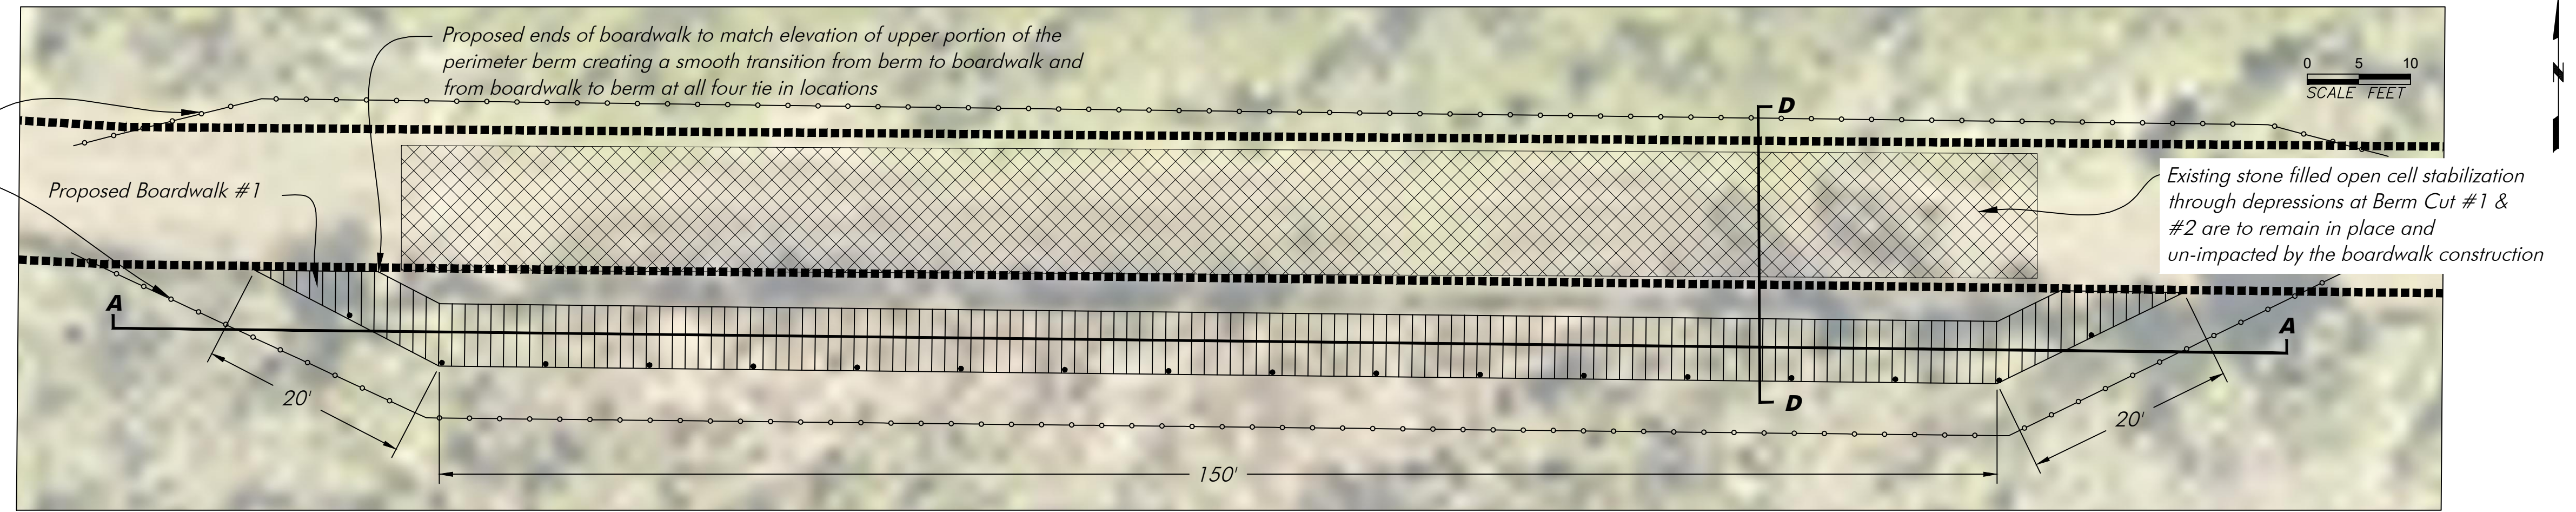 Proposed ends of boardwalk to match elevation of upper portion of the
perimeter berm creating a smooth transition from berm to boardwalk and
from boardwalk to berm at all four tie in locations
0 5 10
SCALE FEET
N
D
Proposed Boardwalk #1
Existing stone filled open cell stabilization
through depressions at Berm Cut #1 &
#2 are to remain in place and
un-impacted by the boardwalk construction
A
A
20'
D
20'
150'